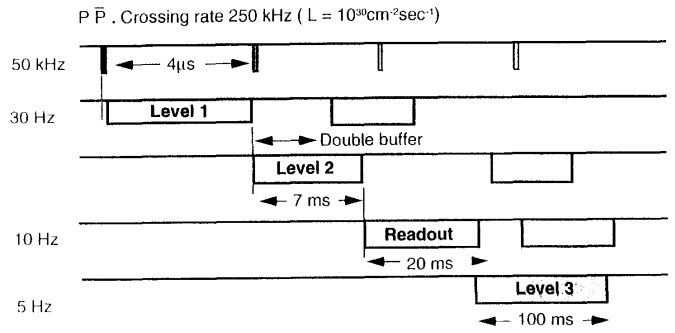 P P̅ . Crossing rate 250 kHz ( L = 10³⁰cm⁻²sec⁻¹)
50 kHz
4μs
Level 1
30 Hz
Double buffer
Level 2
7 ms
10 Hz
Readout
20 ms
5 Hz
Level 3
100 ms